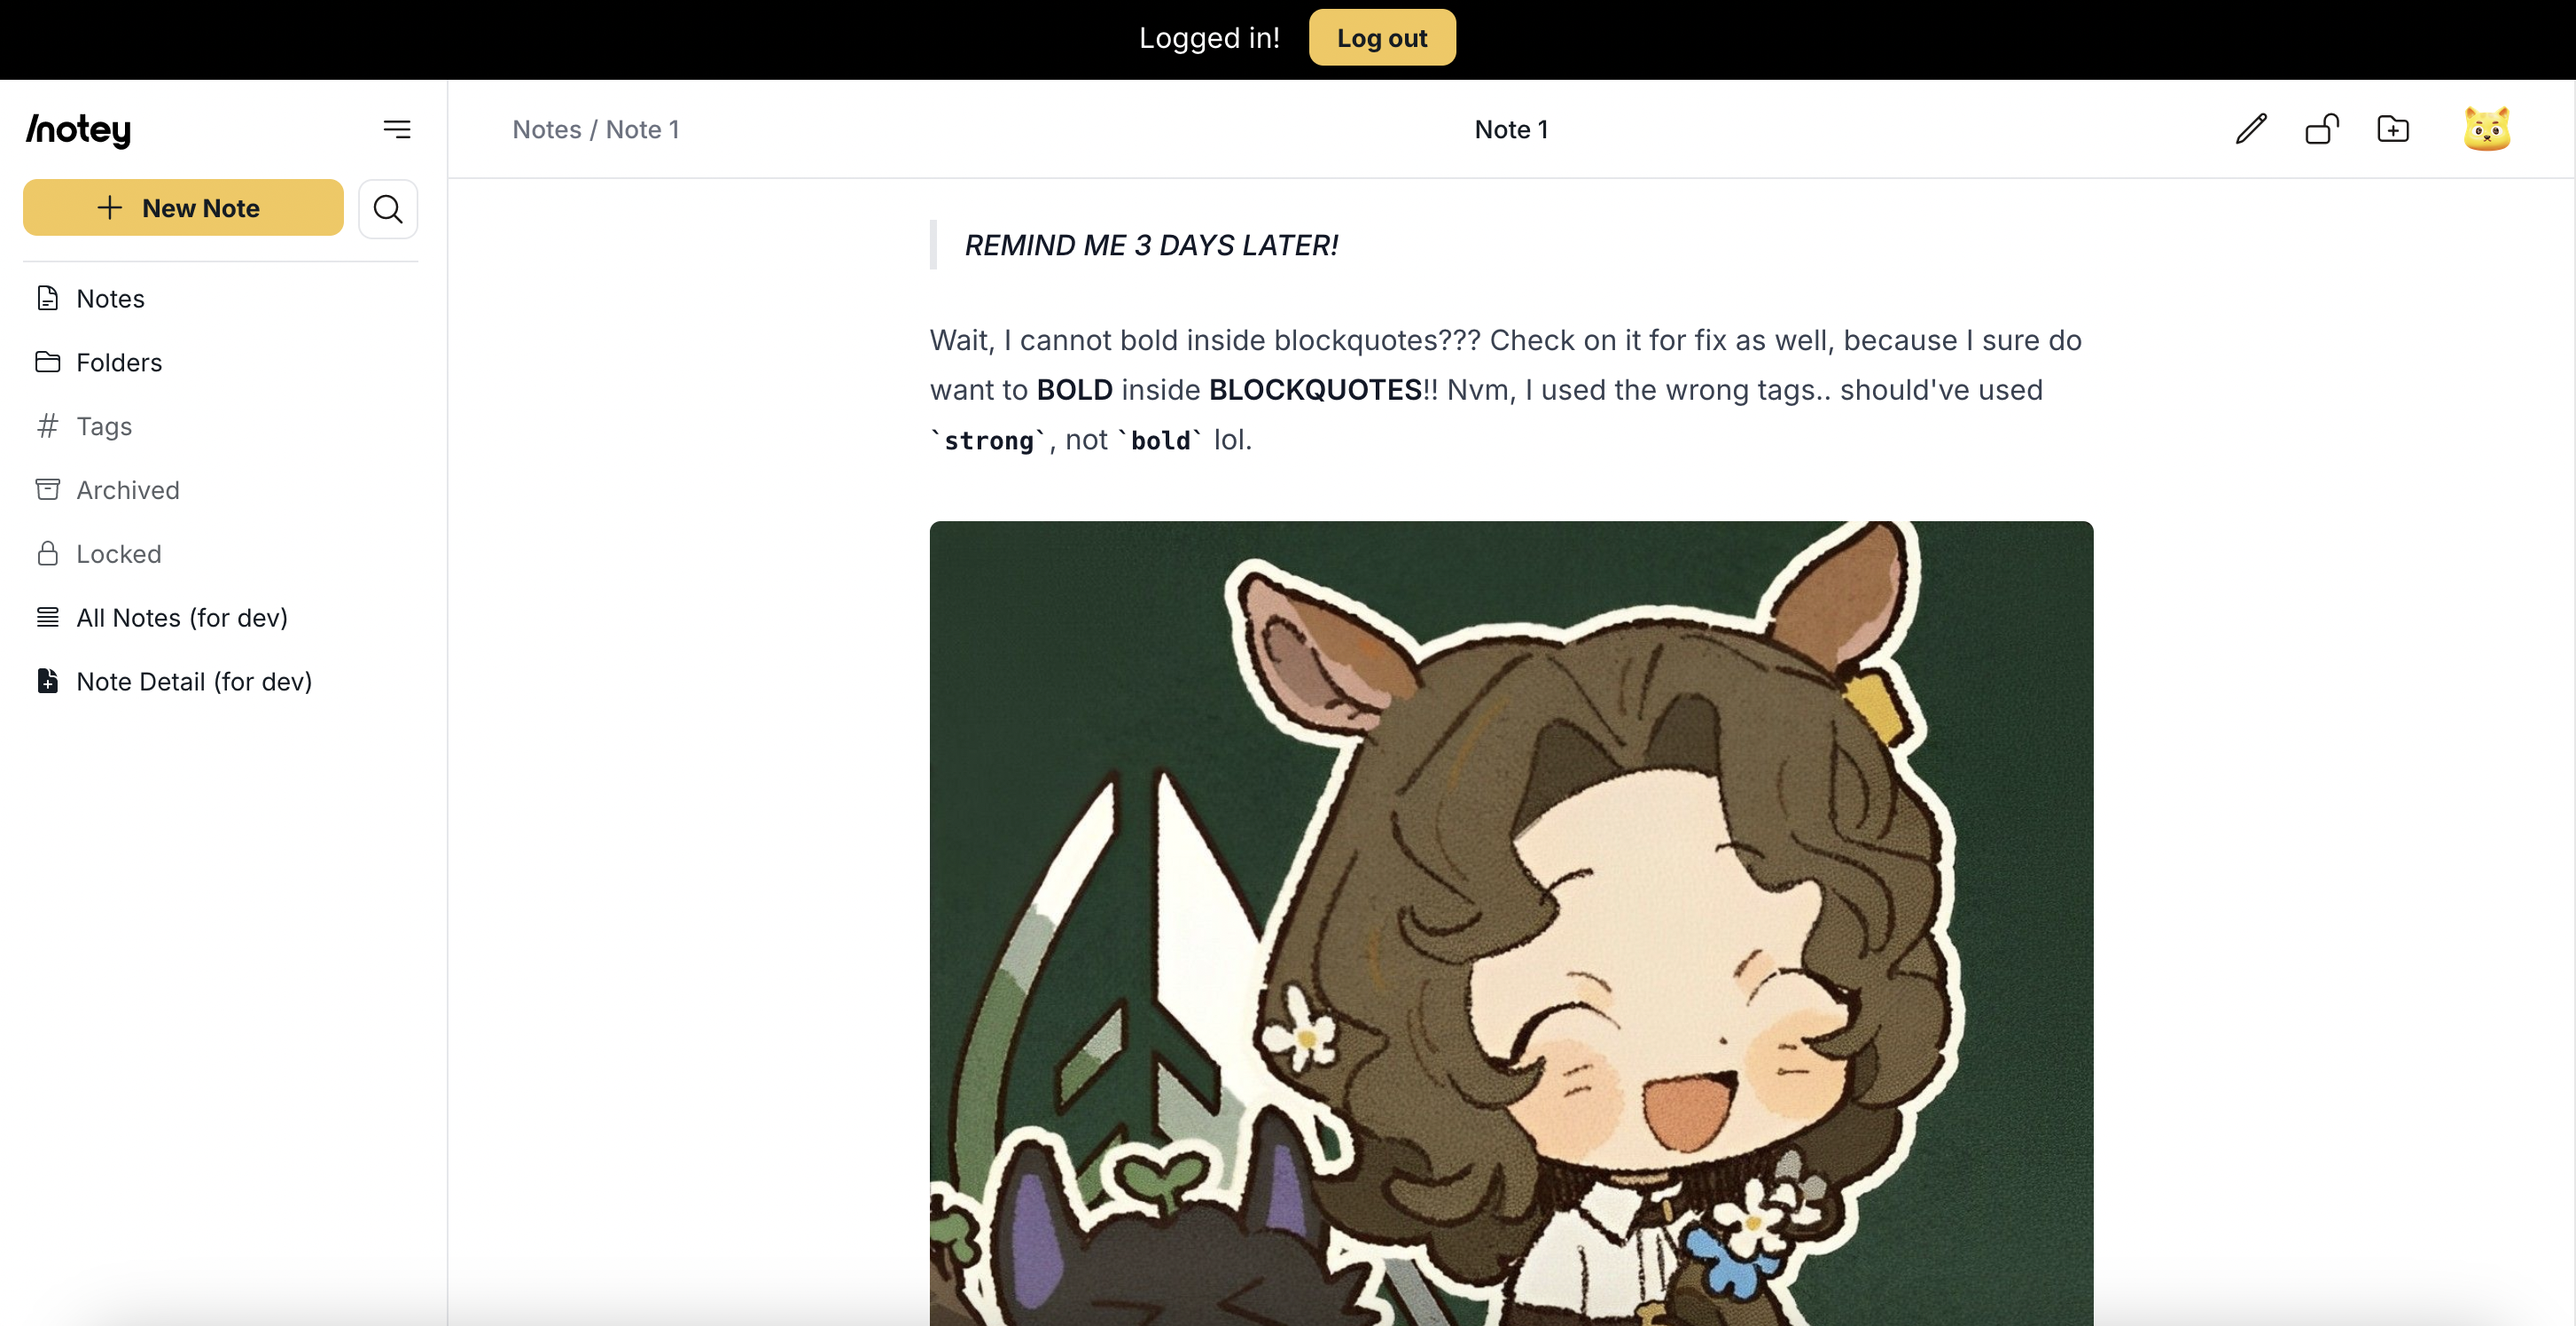 Logged in! Log out
/notey
Notes / Note 1
Note 1
New Note
Notes
Folders
Tags
Archived
Locked
All Notes (for dev)
Note Detail (for dev)
REMIND ME 3 DAYS LATER!
Wait, I cannot bold inside blockquotes??? Check on it for fix as well, because I sure do
want to BOLD inside BLOCKQUOTES!! Nvm, I used the wrong tags.. should've used
`strong`, not `bold` lol.